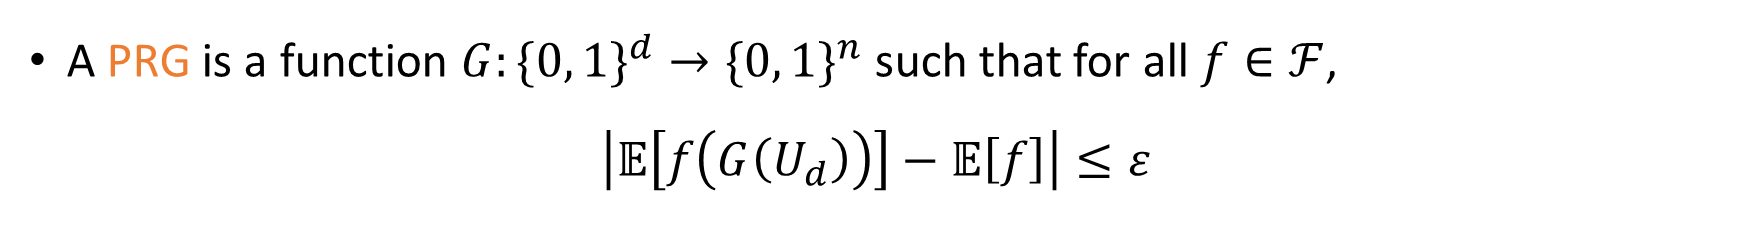 • A PRG is a function 𝐺: {0, 1}ᵈ → {0, 1}ⁿ such that for all 𝑓 ∈ ℱ,
|𝔼[𝑓(𝐺(𝑈_𝑑))] − 𝔼[𝑓]| ≤ 𝜀